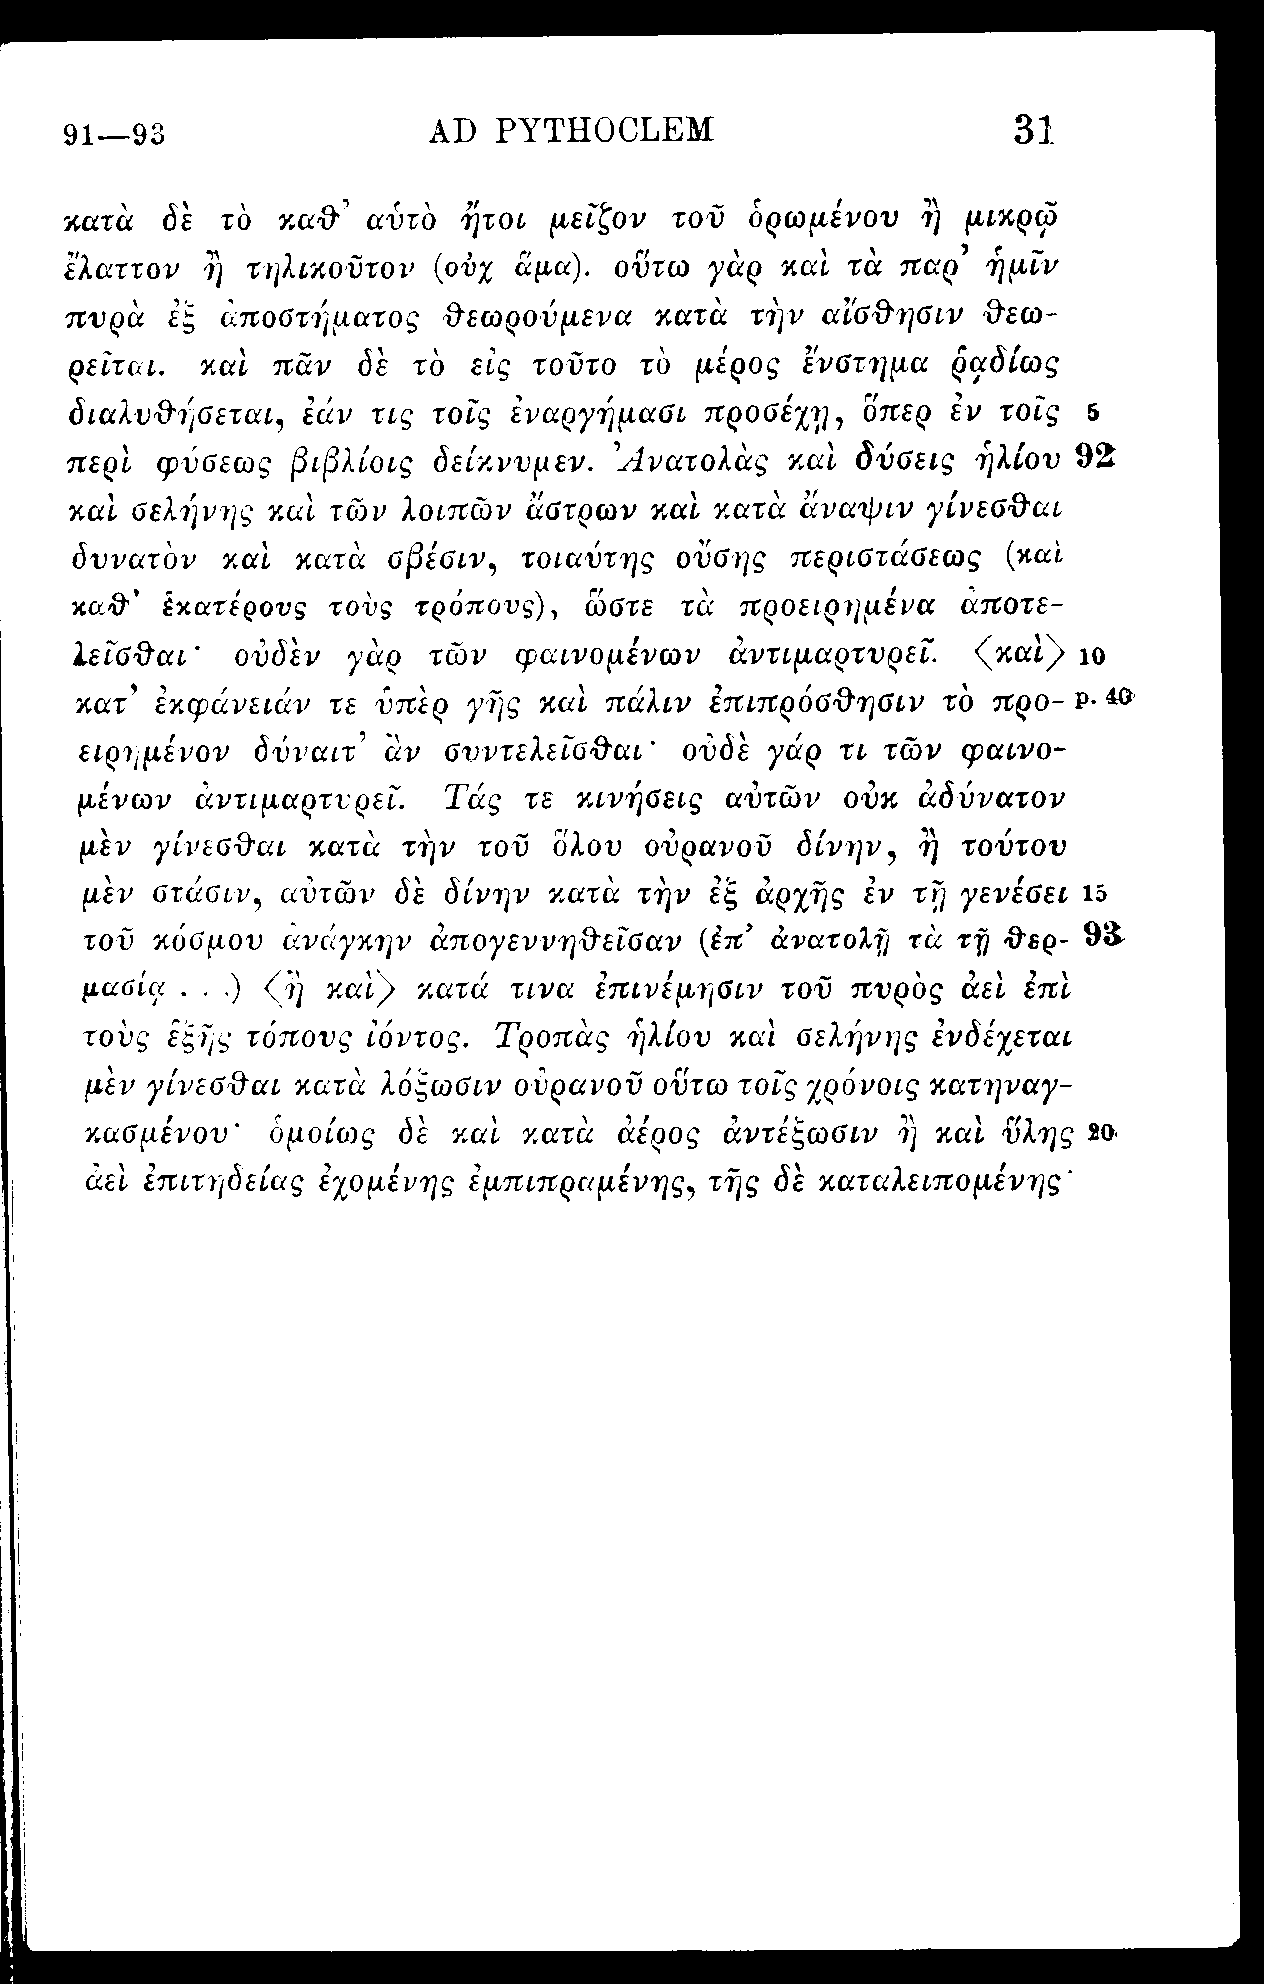 91—93 AD PYTHOCLEM 31
κατὰ δὲ τὸ καθ’ αὑτὸ ἤτοι μεῖζον τοῦ ὁρωμένου ἢ μικρῷ
ἔλαττον ἢ τηλικοῦτον (οὐχ ἅμα). οὕτω γὰρ καὶ τὰ παρ’ ἡμῖν
πυρὰ ἐξ ἀποστήματος θεωρούμενα κατὰ τὴν αἴσθησιν θεω-
ρεῖται. καὶ πᾶν δὲ τὸ εἰς τοῦτο τὸ μέρος ἔνστημα ῥᾳδίως
διαλυθήσεται, ἐάν τις τοῖς ἐναργήμασι προσέχῃ, ὅπερ ἐν τοῖς 5
περὶ φύσεως βιβλίοις δείκνυμεν. Ἀνατολὰς καὶ δύσεις ἡλίου 92
καὶ σελήνης καὶ τῶν λοιπῶν ἄστρων καὶ κατὰ ἄναψιν γίνεσθαι
δυνατὸν καὶ κατὰ σβέσιν, τοιαύτης οὔσης περιστάσεως (καὶ
καθ’ ἑκατέρους τοὺς τρόπους), ὥστε τὰ προειρημένα ἀποτε-
λεῖσθαι· οὐδὲν γὰρ τῶν φαινομένων ἀντιμαρτυρεῖ. 〈καὶ〉 10
κατ’ ἐκφάνειάν τε ὑπὲρ γῆς καὶ πάλιν ἐπιπρόσθησιν τὸ προ- p. 40
ειρημένον δύναιτ’ ἂν συντελεῖσθαι· οὐδὲ γάρ τι τῶν φαινο-
μένων ἀντιμαρτυρεῖ. Τάς τε κινήσεις αὐτῶν οὐκ ἀδύνατον
μὲν γίνεσθαι κατὰ τὴν τοῦ ὅλου οὐρανοῦ δίνην, ἢ τούτου
μὲν στάσιν, αὐτῶν δὲ δίνην κατὰ τὴν ἐξ ἀρχῆς ἐν τῇ γενέσει 15
τοῦ κόσμου ἀνάγκην ἀπογεννηθεῖσαν (ἐπ’ ἀνατολῇ τὰ τῇ θερ- 93
μασίᾳ . . .) 〈ἢ καὶ〉 κατά τινα ἐπινέμησιν τοῦ πυρὸς ἀεὶ ἐπὶ
τοὺς ἑξῆς τόπους ἰόντος. Τροπὰς ἡλίου καὶ σελήνης ἐνδέχεται
μὲν γίνεσθαι κατὰ λόξωσιν οὐρανοῦ οὕτω τοῖς χρόνοις κατηναγ-
κασμένου· ὁμοίως δὲ καὶ κατὰ ἀέρος ἀντέξωσιν ἢ καὶ ὕλης 20
ἀεὶ ἐπιτηδείας ἐχομένης ἐμπιπραμένης, τῆς δὲ καταλειπομένης·